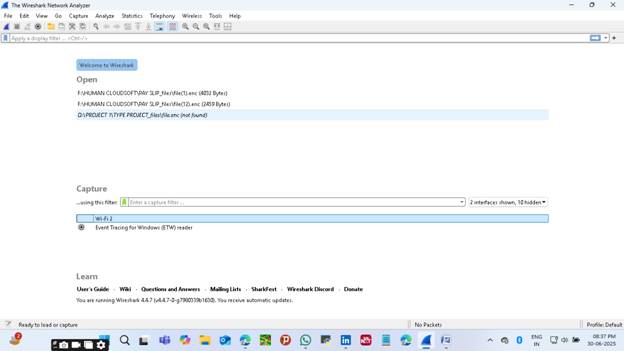 The Wireshark Network Analyzer
File Edit View Go Capture Analyze Statistics Telephony Wireless Tools Help
Apply a display filter ... <Ctrl-/>
Welcome to Wireshark
Open
F:\HUMAN CLOUDSOFT\PAY SLIP_files\file(1).enc (4053 Bytes)
F:\HUMAN CLOUDSOFT\PAY SLIP_files\file(12).enc (2459 Bytes)
D:\PROJECT 1\TYPE PROJECT_files\file.enc (not found)
Capture
...using this filter: Enter a capture filter ... 2 interfaces shown, 10 hidden
Wi-Fi 2
Event Tracing for Windows (ETW) reader
Learn
User's Guide · Wiki · Questions and Answers · Mailing Lists · SharkFest · Wireshark Discord · Donate
You are running Wireshark 4.4.7 (v4.4.7-0-g7980339b1630). You receive automatic updates.
Ready to load or capture No Packets Profile: Default
ENG 08:37 PM
IN 30-06-2025